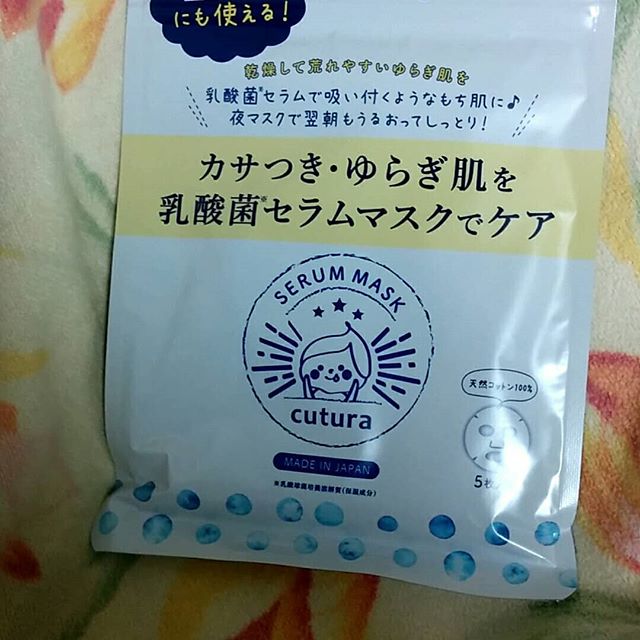 にも使える!
乾燥して荒れやすいゆらぎ肌を
乳酸菌※セラムで吸い付くようなもち肌に♪
夜マスクで翌朝もうるおってしっとり!
カサつき・ゆらぎ肌を
乳酸菌※セラムマスクでケア
SERUM MASK
cutura
天然コットン100%
5枚
MADE IN JAPAN